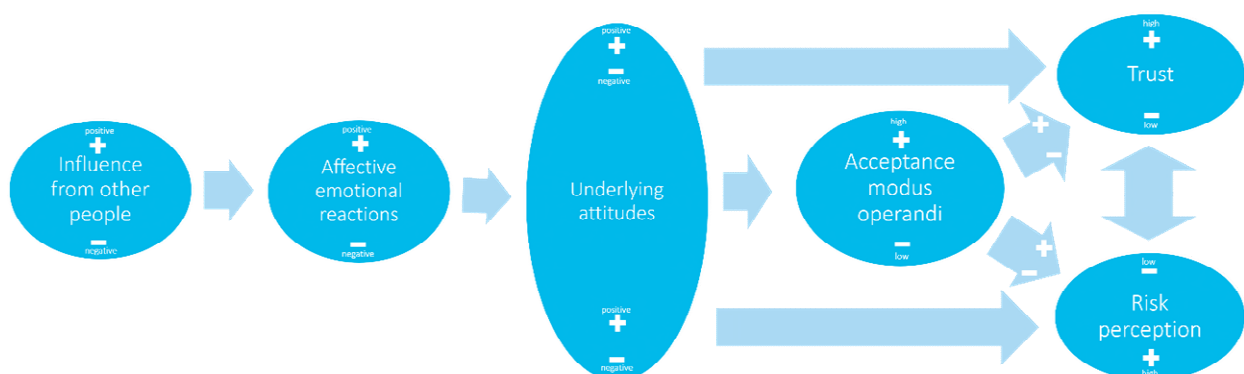 positive
+
Influence
from other
people
−
negative
positive
+
Affective
emotional
reactions
−
negative
positive
+
−
negative
Underlying
attitudes
positive
+
−
negative
high
+
Acceptance
modus
operandi
−
low
+
−
+
−
high
+
Trust
−
low
low
−
Risk
perception
+
high